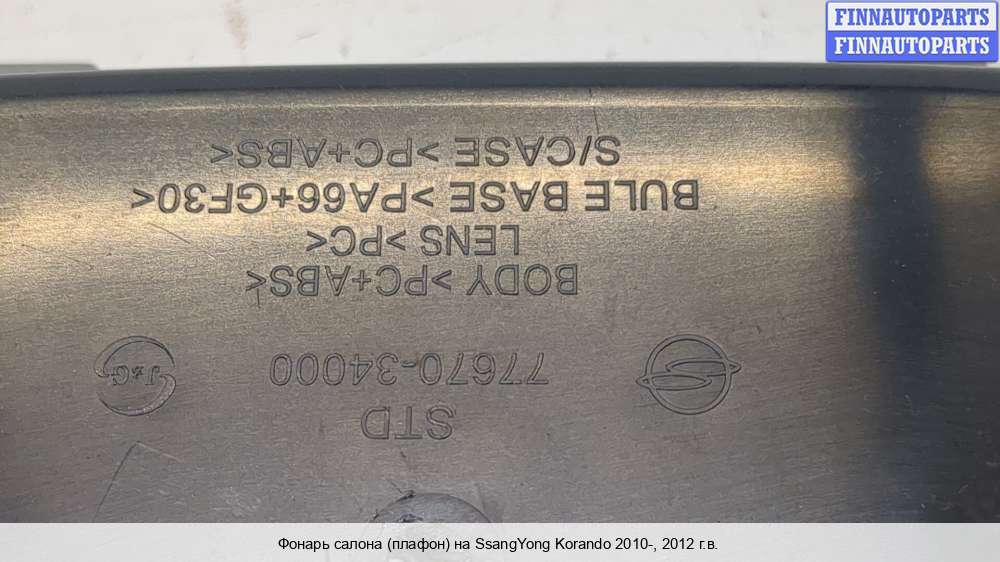 FINNAUTOPARTS
FINNAUTOPARTS
STD
77670-34000
J&G
BODY >PC+ABS<
LENS >PC<
BULE BASE >PA66+GF30<
S/CASE >PC+ABS<
Фонарь салона (плафон) на SsangYong Korando 2010-, 2012 г.в.